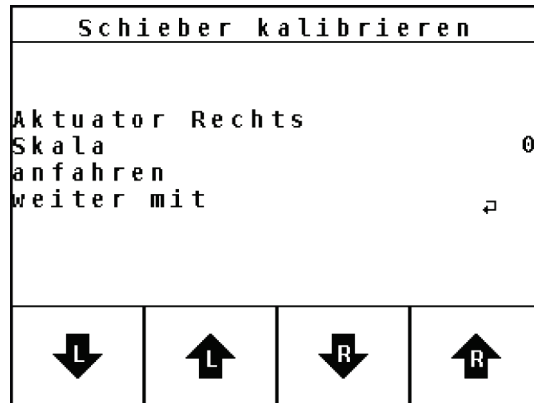 Schieber kalibrieren
Aktuator Rechts
Skala 0
anfahren
weiter mit ↵
L L R R